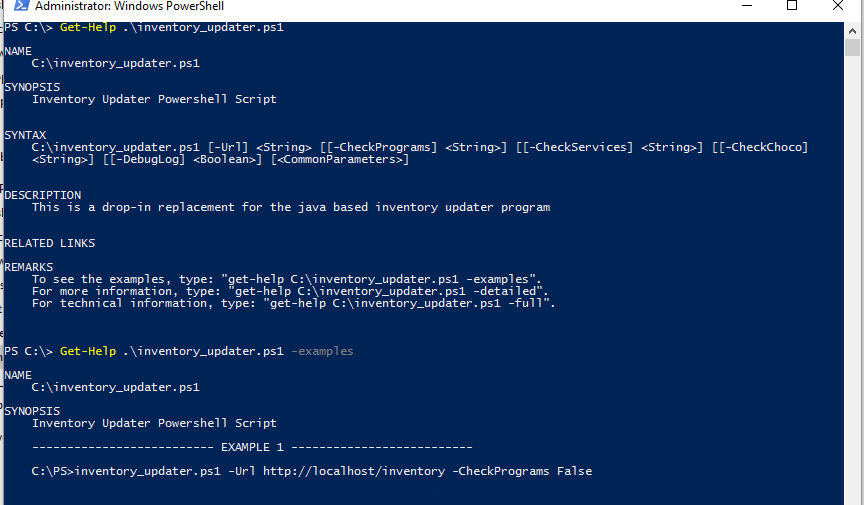 Administrator: Windows PowerShell
PS C:\> Get-Help .\inventory_updater.ps1
NAME
C:\inventory_updater.ps1
SYNOPSIS
Inventory Updater Powershell Script
SYNTAX
C:\inventory_updater.ps1 [-Url] <String> [[-CheckPrograms] <String>] [[-CheckServices] <String>] [[-CheckChoco]
<String>] [[-DebugLog] <Boolean>] [<CommonParameters>]
DESCRIPTION
This is a drop-in replacement for the java based inventory updater program
RELATED LINKS
REMARKS
To see the examples, type: "get-help C:\inventory_updater.ps1 -examples".
For more information, type: "get-help C:\inventory_updater.ps1 -detailed".
For technical information, type: "get-help C:\inventory_updater.ps1 -full".
PS C:\> Get-Help .\inventory_updater.ps1 -examples
NAME
C:\inventory_updater.ps1
SYNOPSIS
Inventory Updater Powershell Script
-------------------------- EXAMPLE 1 --------------------------
C:\PS>inventory_updater.ps1 -Url http://localhost/inventory -CheckPrograms False